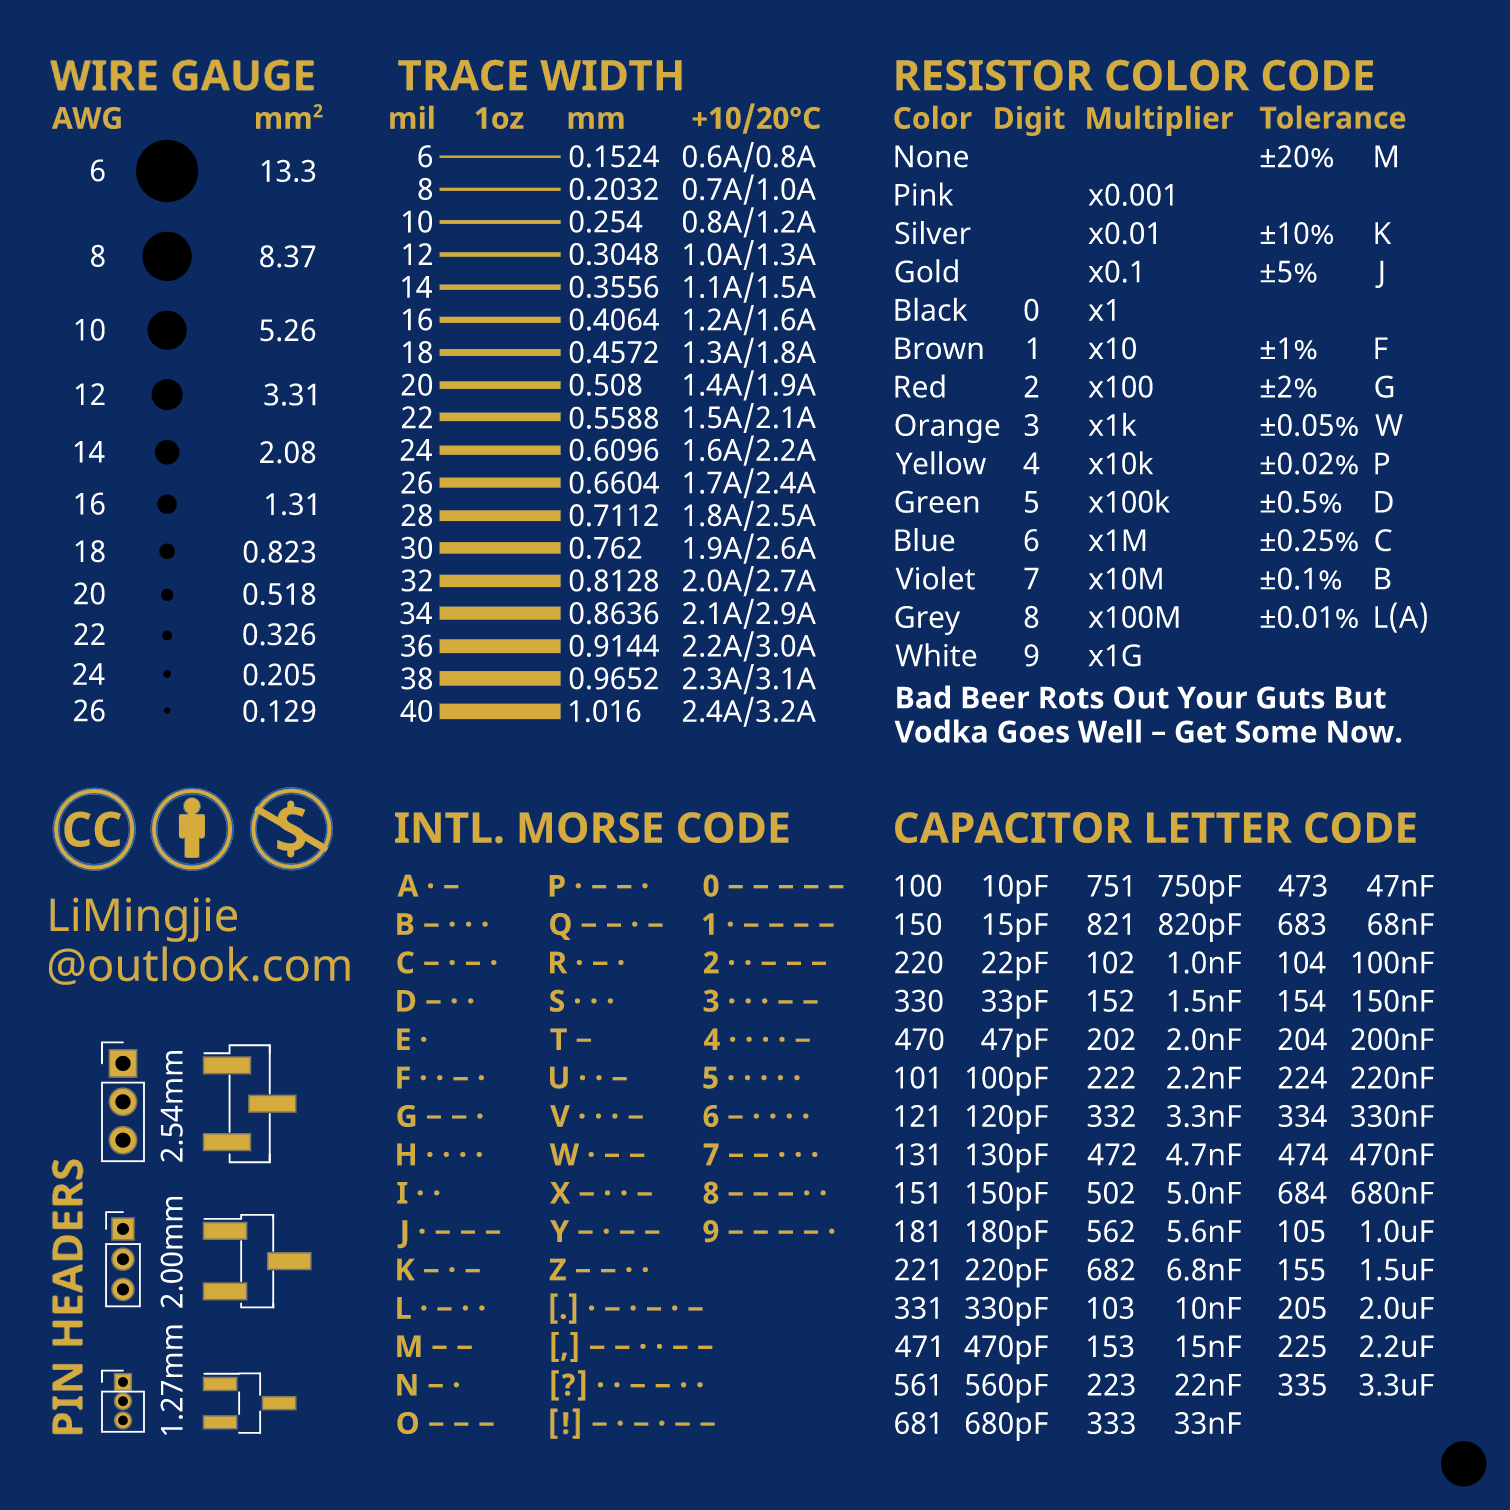 WIRE GAUGE
AWG mm²
6 13.3
8 8.37
10 5.26
12 3.31
14 2.08
16 1.31
18 0.823
20 0.518
22 0.326
24 0.205
26 0.129
TRACE WIDTH
mil 1oz mm +10/20°C
6 0.1524 0.6A/0.8A
8 0.2032 0.7A/1.0A
10 0.254 0.8A/1.2A
12 0.3048 1.0A/1.3A
14 0.3556 1.1A/1.5A
16 0.4064 1.2A/1.6A
18 0.4572 1.3A/1.8A
20 0.508 1.4A/1.9A
22 0.5588 1.5A/2.1A
24 0.6096 1.6A/2.2A
26 0.6604 1.7A/2.4A
28 0.7112 1.8A/2.5A
30 0.762 1.9A/2.6A
32 0.8128 2.0A/2.7A
34 0.8636 2.1A/2.9A
36 0.9144 2.2A/3.0A
38 0.9652 2.3A/3.1A
40 1.016 2.4A/3.2A
RESISTOR COLOR CODE
Color Digit Multiplier Tolerance
None ±20% M
Pink x0.001
Silver x0.01 ±10% K
Gold x0.1 ±5% J
Black 0 x1
Brown 1 x10 ±1% F
Red 2 x100 ±2% G
Orange 3 x1k ±0.05% W
Yellow 4 x10k ±0.02% P
Green 5 x100k ±0.5% D
Blue 6 x1M ±0.25% C
Violet 7 x10M ±0.1% B
Grey 8 x100M ±0.01% L(A)
White 9 x1G
Bad Beer Rots Out Your Guts But
Vodka Goes Well – Get Some Now.
CC $
LiMingjie
@outlook.com
PIN HEADERS
2.54mm
2.00mm
1.27mm
INTL. MORSE CODE
A · – P · – – · 0 – – – – –
B – · · · Q – – · – 1 · – – – –
C – · – · R · – · 2 · · – – –
D – · · S · · · 3 · · · – –
E · T – 4 · · · · –
F · · – · U · · – 5 · · · · ·
G – – · V · · · – 6 – · · · ·
H · · · · W · – – 7 – – · · ·
I · · X – · · – 8 – – – · ·
J · – – – Y – · – – 9 – – – – ·
K – · – Z – – · ·
L · – · · [.] · – · – · –
M – – [,] – – · · – –
N – · [?] · · – – · ·
O – – – [!] – · – · – –
CAPACITOR LETTER CODE
100 10pF 751 750pF 473 47nF
150 15pF 821 820pF 683 68nF
220 22pF 102 1.0nF 104 100nF
330 33pF 152 1.5nF 154 150nF
470 47pF 202 2.0nF 204 200nF
101 100pF 222 2.2nF 224 220nF
121 120pF 332 3.3nF 334 330nF
131 130pF 472 4.7nF 474 470nF
151 150pF 502 5.0nF 684 680nF
181 180pF 562 5.6nF 105 1.0uF
221 220pF 682 6.8nF 155 1.5uF
331 330pF 103 10nF 205 2.0uF
471 470pF 153 15nF 225 2.2uF
561 560pF 223 22nF 335 3.3uF
681 680pF 333 33nF